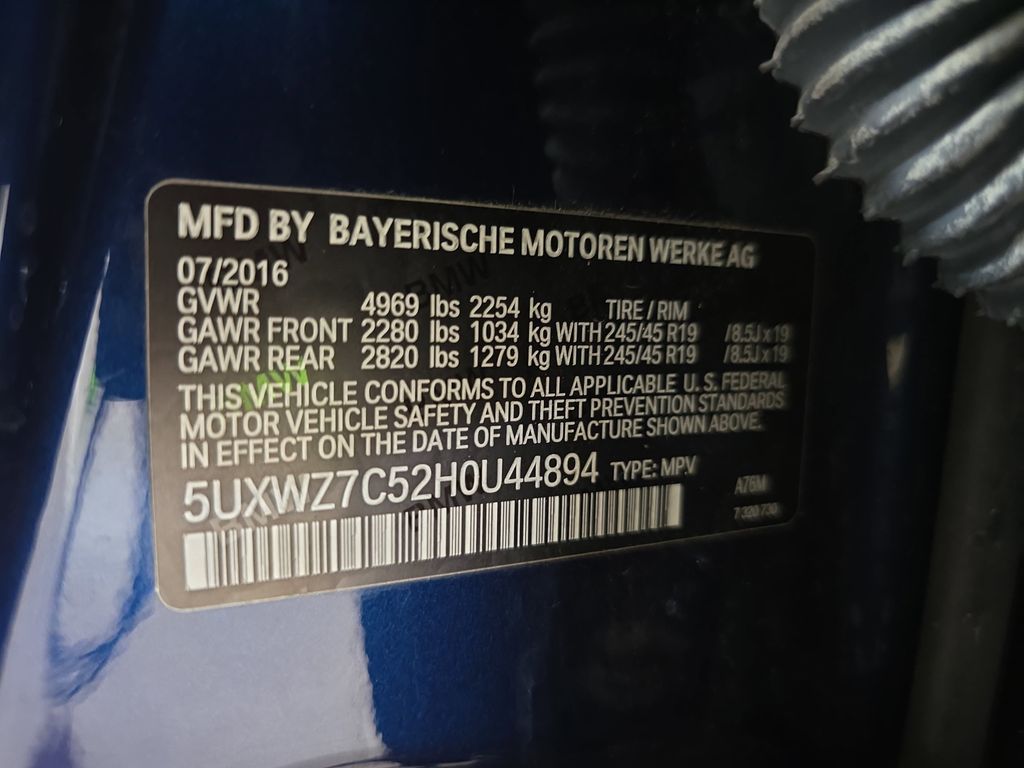 MFD BY BAYERISCHE MOTOREN WERKE AG
07/2016
GVWR 4969 lbs 2254 kg TIRE / RIM
GAWR FRONT 2280 lbs 1034 kg WITH 245/45 R19 /8.5J x 19
GAWR REAR 2820 lbs 1279 kg WITH 245/45 R19 /8.5J x 19
THIS VEHICLE CONFORMS TO ALL APPLICABLE U.S. FEDERAL
MOTOR VEHICLE SAFETY AND THEFT PREVENTION STANDARDS
IN EFFECT ON THE DATE OF MANUFACTURE SHOWN ABOVE.
5UXWZ7C52H0U44894 TYPE: MPV
A76M
7 320 730